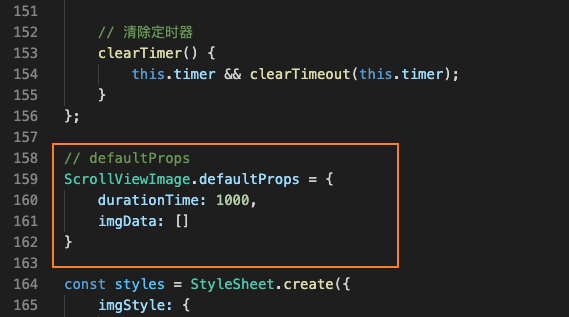 151
152 // 清除定时器
153 clearTimer() {
154 this.timer && clearTimeout(this.timer);
155 }
156 };
157
158 // defaultProps
159 ScrollViewImage.defaultProps = {
160 durationTime: 1000,
161 imgData: []
162 }
163
164 const styles = StyleSheet.create({
165 imgStyle: {